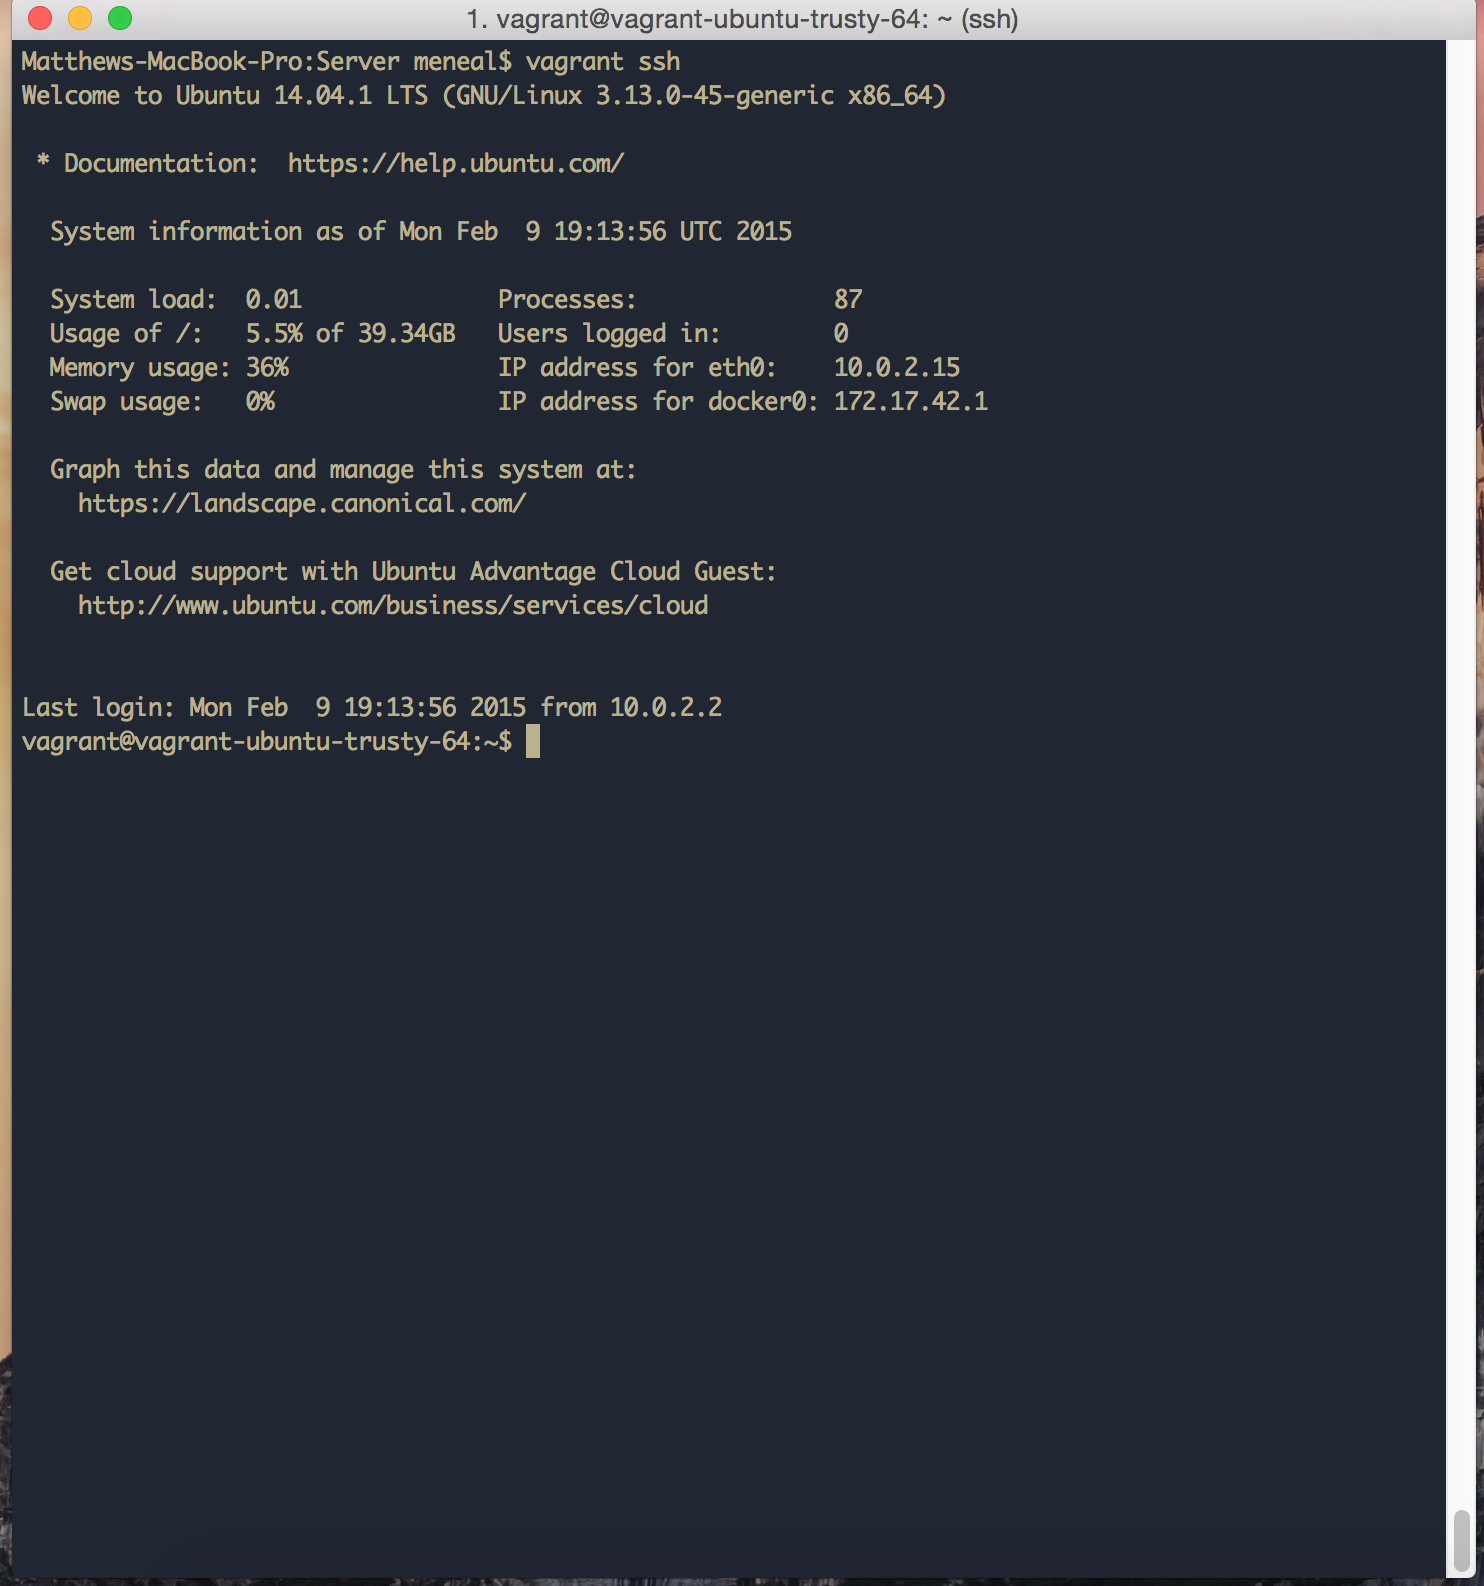 1. vagrant@vagrant-ubuntu-trusty-64: ~ (ssh)
Matthews-MacBook-Pro:Server meneal$ vagrant ssh
Welcome to Ubuntu 14.04.1 LTS (GNU/Linux 3.13.0-45-generic x86_64)
* Documentation:  https://help.ubuntu.com/
System information as of Mon Feb  9 19:13:56 UTC 2015
System load:  0.01              Processes:              87
Usage of /:   5.5% of 39.34GB   Users logged in:        0
Memory usage: 36%               IP address for eth0:    10.0.2.15
Swap usage:   0%                IP address for docker0: 172.17.42.1
Graph this data and manage this system at:
https://landscape.canonical.com/
Get cloud support with Ubuntu Advantage Cloud Guest:
http://www.ubuntu.com/business/services/cloud
Last login: Mon Feb  9 19:13:56 2015 from 10.0.2.2
vagrant@vagrant-ubuntu-trusty-64:~$